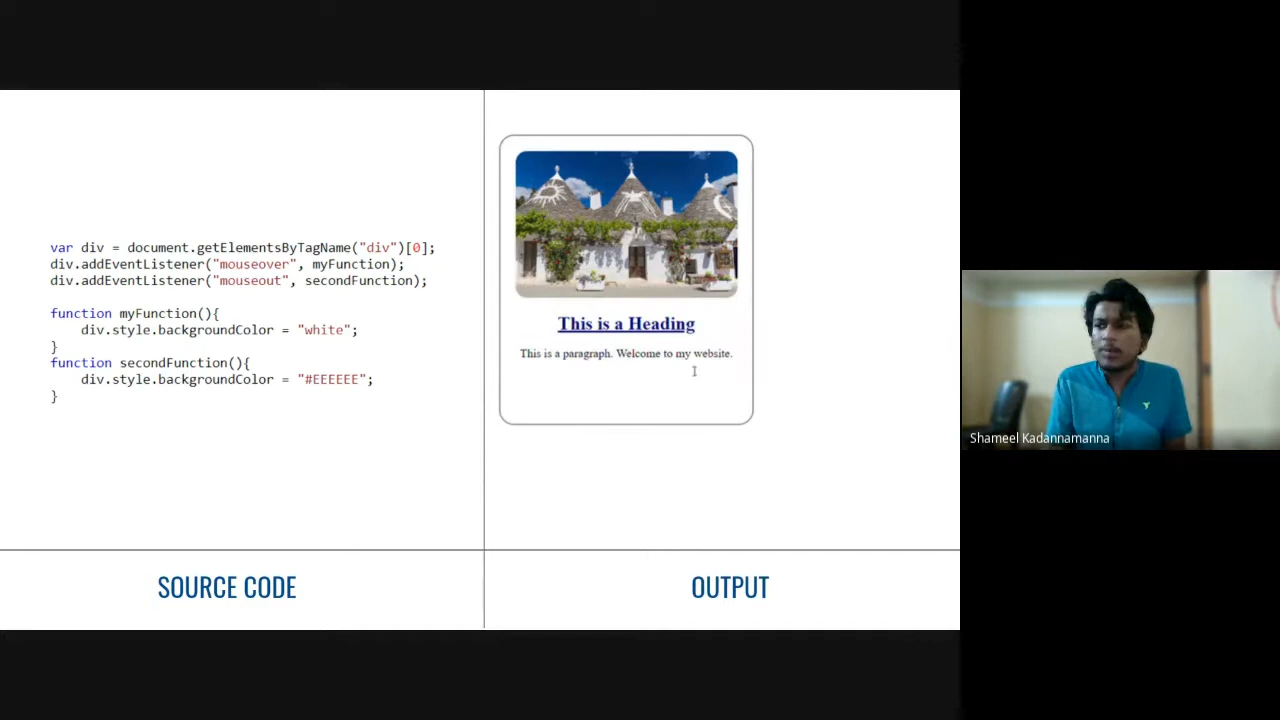 var div = document.getElementsByTagName("div")[0];
div.addEventListener("mouseover", myFunction);
div.addEventListener("mouseout", secondFunction);
function myFunction(){
div.style.backgroundColor = "white";
}
function secondFunction(){
div.style.backgroundColor = "#EEEEEE";
}
This is a Heading
This is a paragraph. Welcome to my website.
SOURCE CODE
OUTPUT
Shameel Kadannamanna